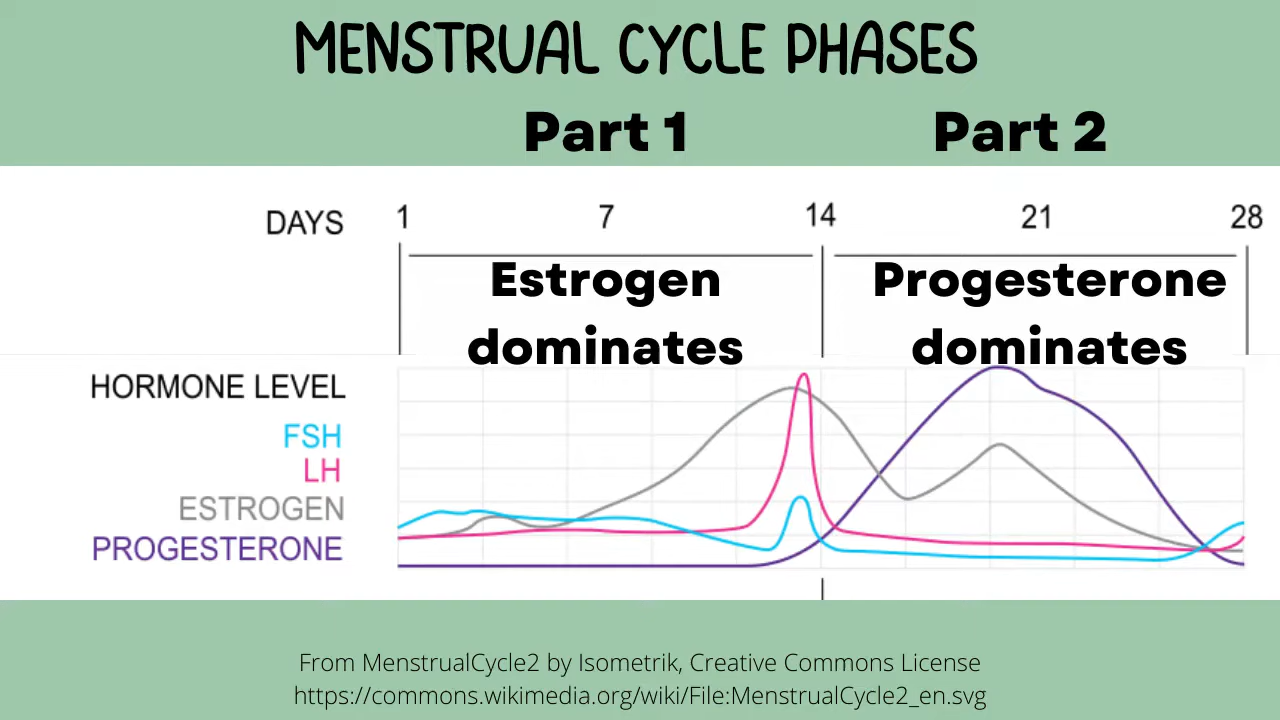 MENSTRUAL CYCLE PHASES
Part 1 Part 2
DAYS 1 7 14 21 28
Estrogen Progesterone
dominates dominates
HORMONE LEVEL
FSH
LH
ESTROGEN
PROGESTERONE
From MenstrualCycle2 by Isometrik, Creative Commons License
https://commons.wikimedia.org/wiki/File:MenstrualCycle2_en.svg